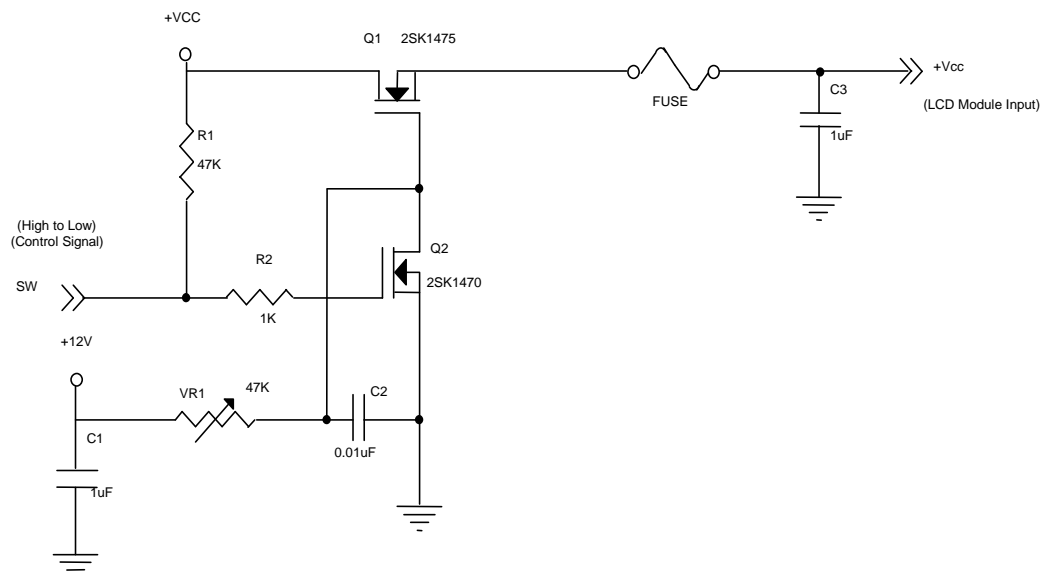 +VCC
Q1 2SK1475
+Vcc
FUSE
C3
(LCD Module Input)
1uF
R1
47K
(High to Low)
(Control Signal)
Q2
R2
2SK1470
SW
1K
+12V
VR1
47K
C2
C1
0.01uF
1uF